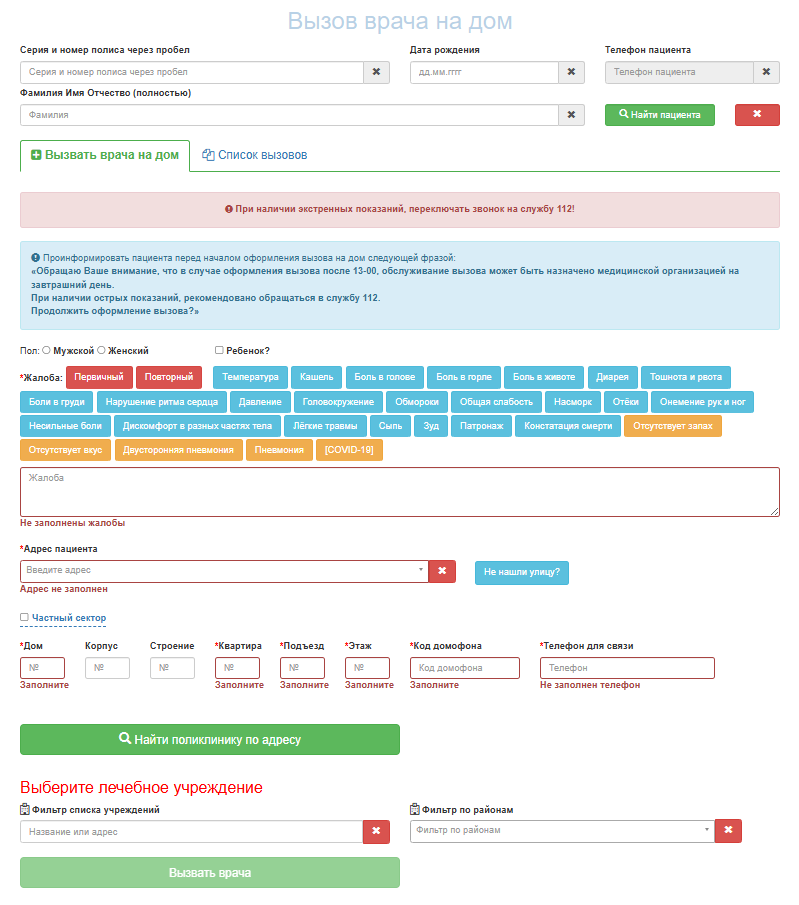 Вызов врача на дом
Серия и номер полиса через пробел Дата рождения Телефон пациента
Серия и номер полиса через пробел дд.мм.гггг Телефон пациента
Фамилия Имя Отчество (полностью)
Фамилия Найти пациента
Вызвать врача на дом Список вызовов
При наличии экстренных показаний, переключать звонок на службу 112!
Проинформировать пациента перед началом оформления вызова на дом следующей фразой:
«Обращаю Ваше внимание, что в случае оформления вызова после 13-00, обслуживание вызова может быть назначено медицинской организацией на
завтрашний день.
При наличии острых показаний, рекомендовано обращаться в службу 112.
Продолжить оформление вызова?»
Пол: Мужской Женский Ребенок?
*Жалоба: Первичный Повторный Температура Кашель Боль в голове Боль в горле Боль в животе Диарея Тошнота и рвота
Боли в груди Нарушение ритма сердца Давление Головокружение Обмороки Общая слабость Насморк Отёки Онемение рук и ног
Несильные боли Дискомфорт в разных частях тела Лёгкие травмы Сыпь Зуд Патронаж Констатация смерти Отсутствует запах
Отсутствует вкус Двусторонняя пневмония Пневмония [COVID-19]
Жалоба
Не заполнены жалобы
*Адрес пациента
Введите адрес Не нашли улицу?
Адрес не заполнен
Частный сектор
*Дом Корпус Строение *Квартира *Подъезд *Этаж *Код домофона *Телефон для связи
№ № № № № № Код домофона Телефон
Заполните Заполните Заполните Заполните Заполните Не заполнен телефон
Найти поликлинику по адресу
Выберите лечебное учреждение
Фильтр списка учреждений Фильтр по районам
Название или адрес Фильтр по районам
Вызвать врача